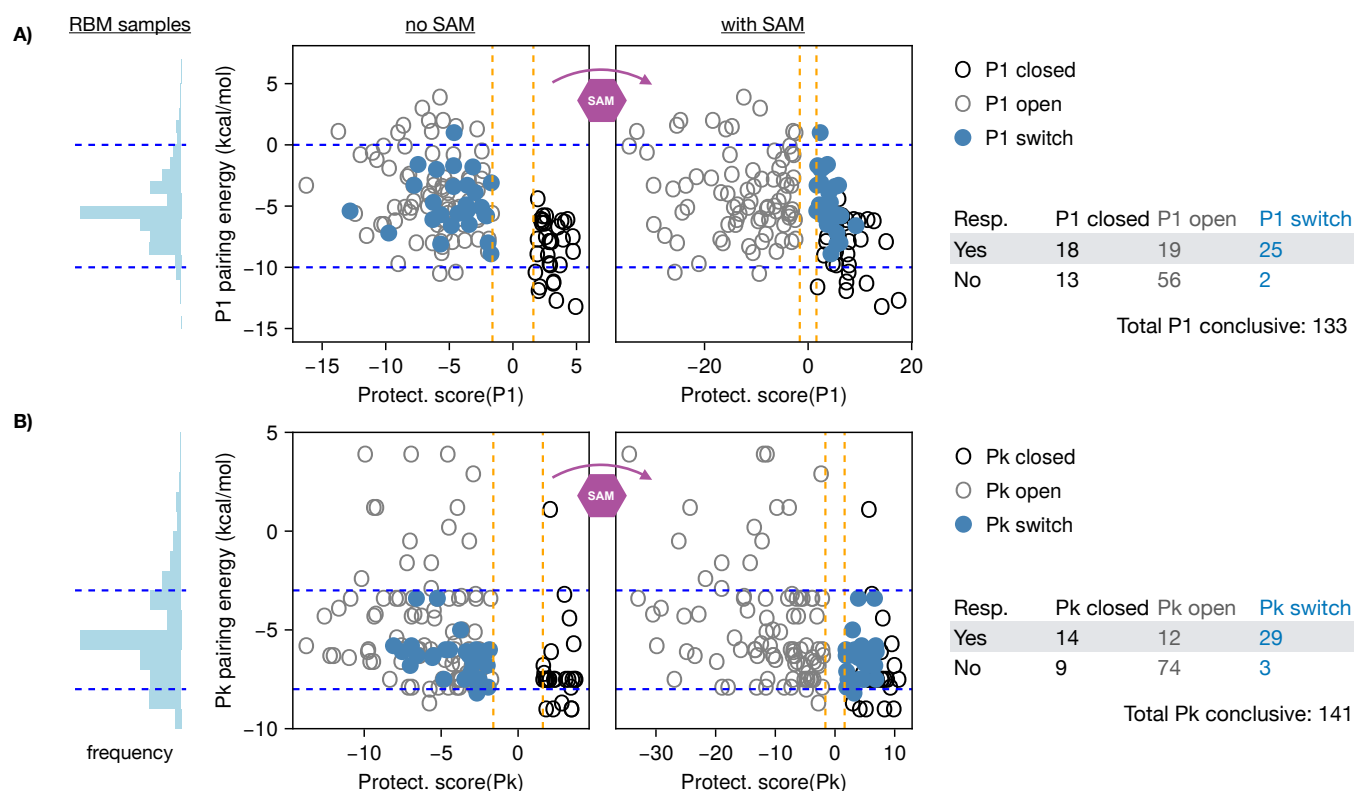 A)
RBM samples
no SAM
with SAM
P1 pairing energy (kcal/mol)
5
0
−5
−10
−15
−15
−10
−5
0
5
Protect. score(P1)
SAM
−20
0
20
Protect. score(P1)
P1 closed
P1 open
P1 switch
Resp. P1 closed P1 open P1 switch
Yes 18 19 25
No 13 56 2
Total P1 conclusive: 133
B)
frequency
Pk pairing energy (kcal/mol)
5
0
−5
−10
−10
−5
0
Protect. score(Pk)
SAM
−30
−20
−10
0
10
Protect. score(Pk)
Pk closed
Pk open
Pk switch
Resp. Pk closed Pk open Pk switch
Yes 14 12 29
No 9 74 3
Total Pk conclusive: 141